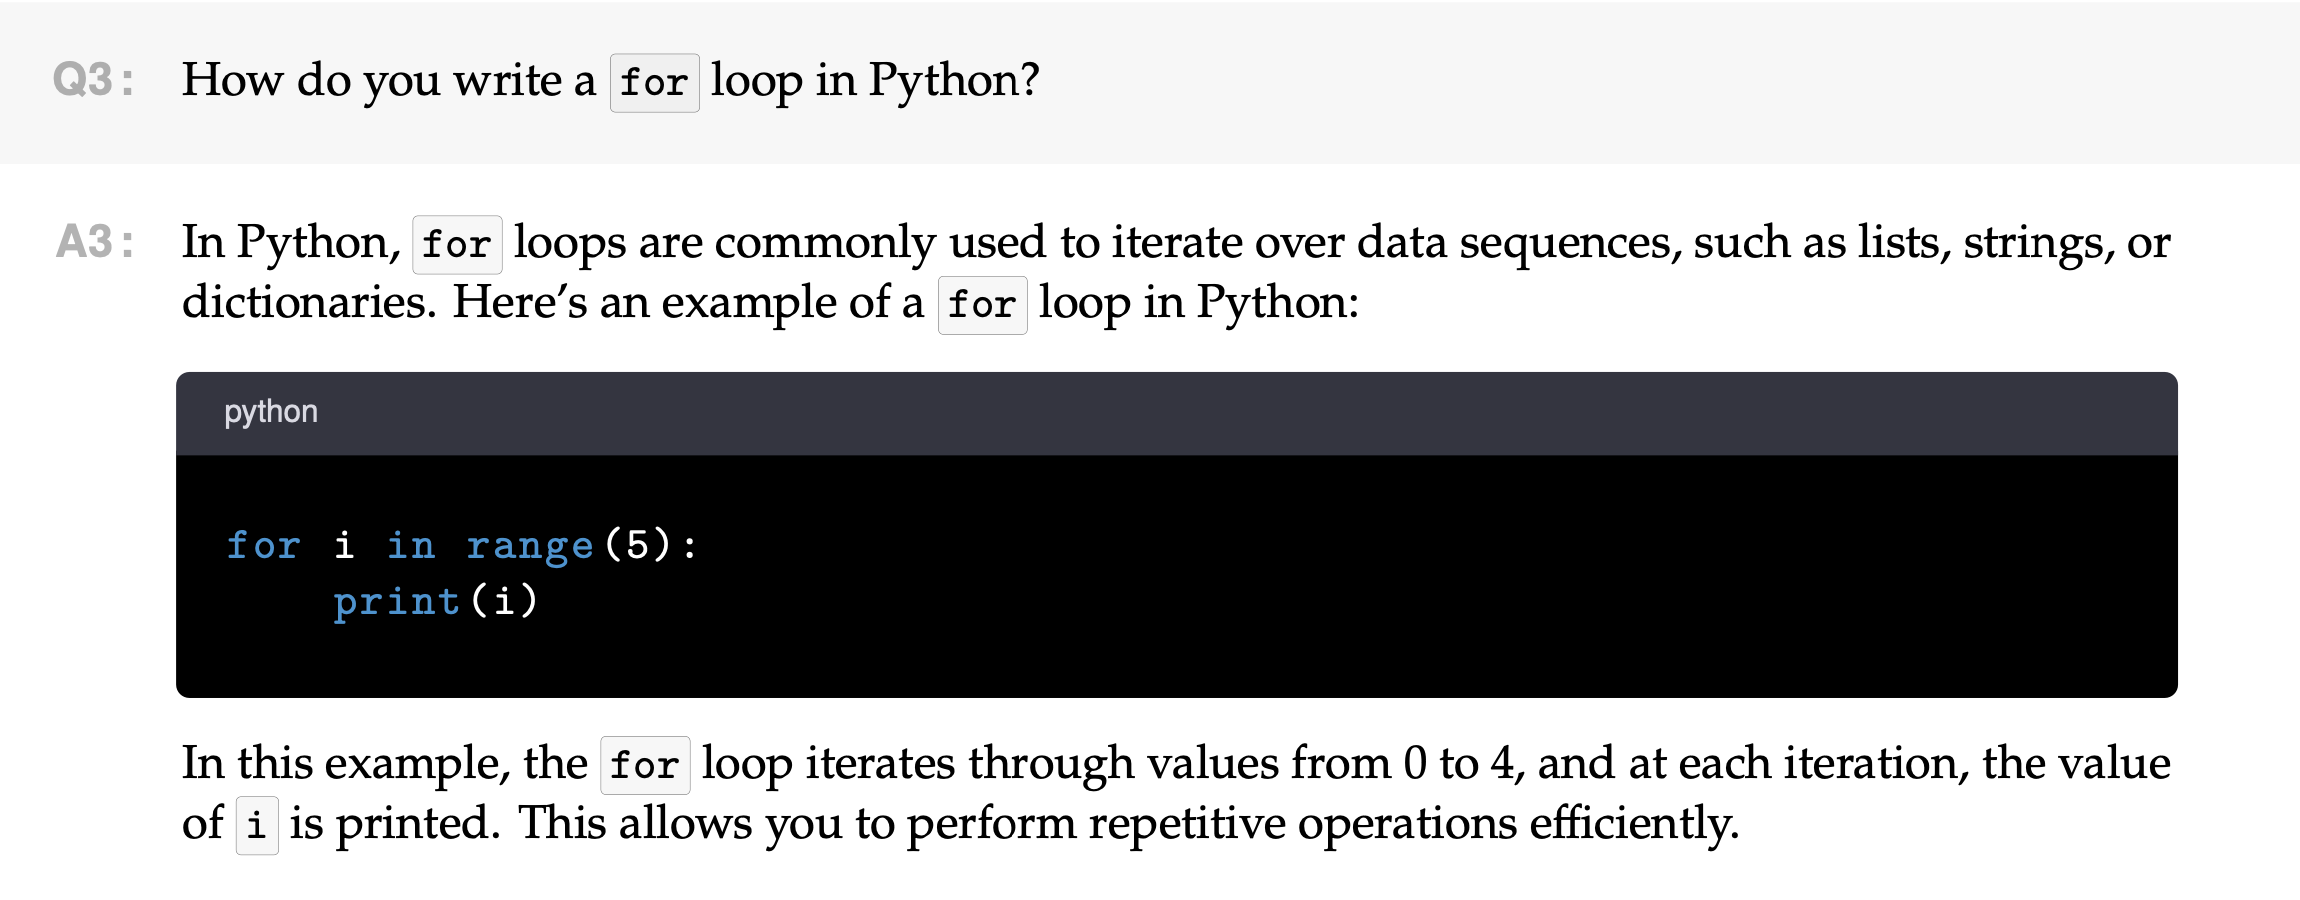 Q3: How do you write a for loop in Python?
A3: In Python, for loops are commonly used to iterate over data sequences, such as lists, strings, or
dictionaries. Here’s an example of a for loop in Python:
python
for i in range(5):
    print(i)
In this example, the for loop iterates through values from 0 to 4, and at each iteration, the value
of i is printed. This allows you to perform repetitive operations efficiently.